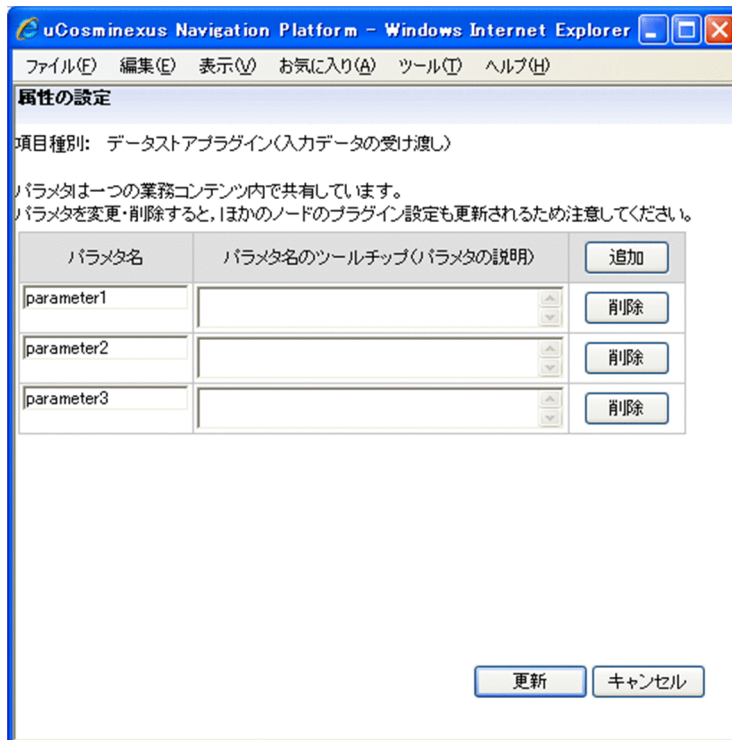 uCosminexus Navigation Platform - Windows Internet Explorer
ファイル(F) 編集(E) 表示(V) お気に入り(A) ツール(T) ヘルプ(H)
属性の設定
項目種別: データストアプラグイン(入力データの受け渡し)
パラメタは一つの業務コンテンツ内で共有しています。
パラメタを変更・削除すると,ほかのノードのプラグイン設定も更新されるため注意してください。
パラメタ名 パラメタ名のツールチップ(パラメタの説明) 追加
parameter1 削除
parameter2 削除
parameter3 削除
更新 キャンセル